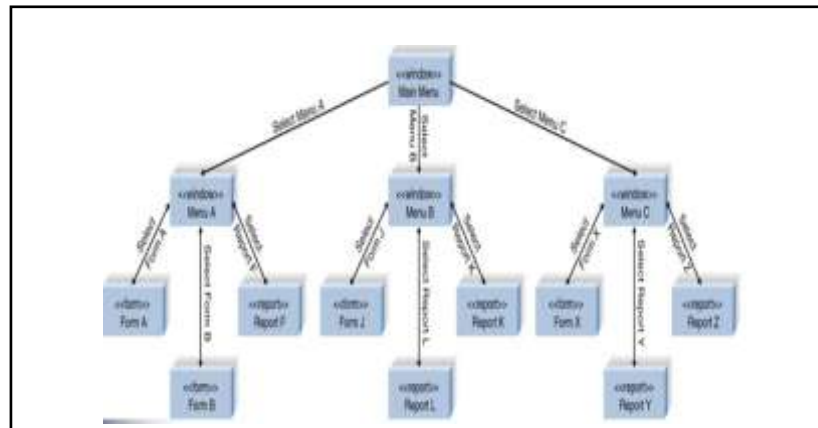 «window»
Main Menu
Select Menu A
Select
Menu B
Select Menu C
«window»
Menu A
«window»
Menu B
«window»
Menu C
Select
Form A
Select Form B
Select
Select
Form J
Select Report L
Select
Report K
Select
Form X
Select Report Y
Select
Report Z
«form»
Form A
«report»
Report F
«form»
Form J
«report»
Report K
«form»
Form X
«report»
Report Z
«form»
Form B
«report»
Report L
«report»
Report Y